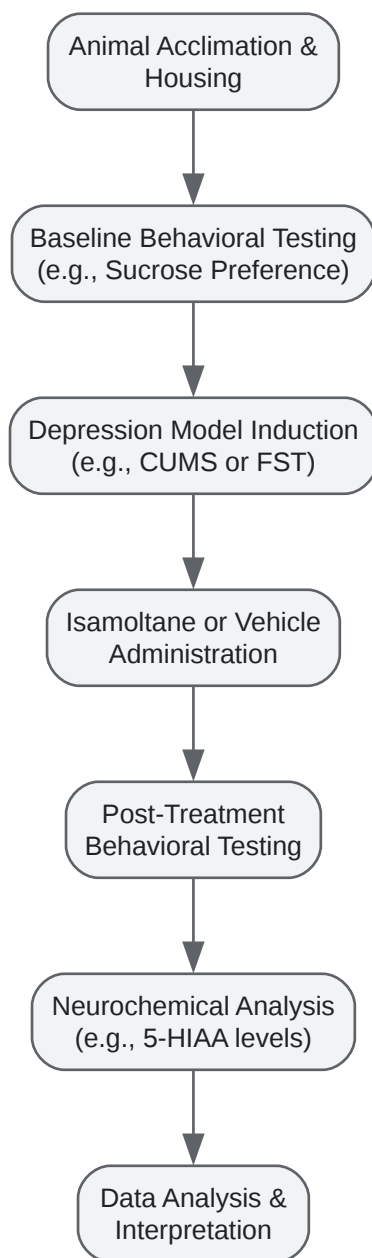 Animal Acclimation &
Housing
Baseline Behavioral Testing
(e.g., Sucrose Preference)
Depression Model Induction
(e.g., CUMS or FST)
Isamoltane or Vehicle
Administration
Post-Treatment
Behavioral Testing
Neurochemical Analysis
(e.g., 5-HIAA levels)
Data Analysis &
Interpretation